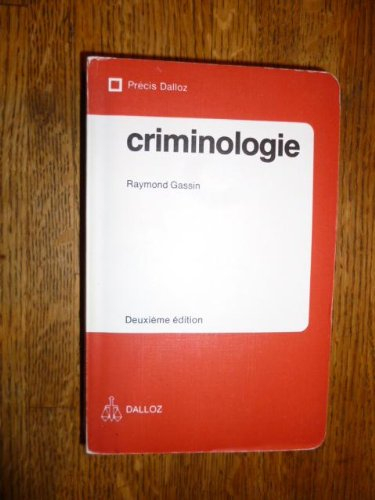 Précis Dalloz
criminologie
Raymond Gassin
Deuxième édition
DALLOZ